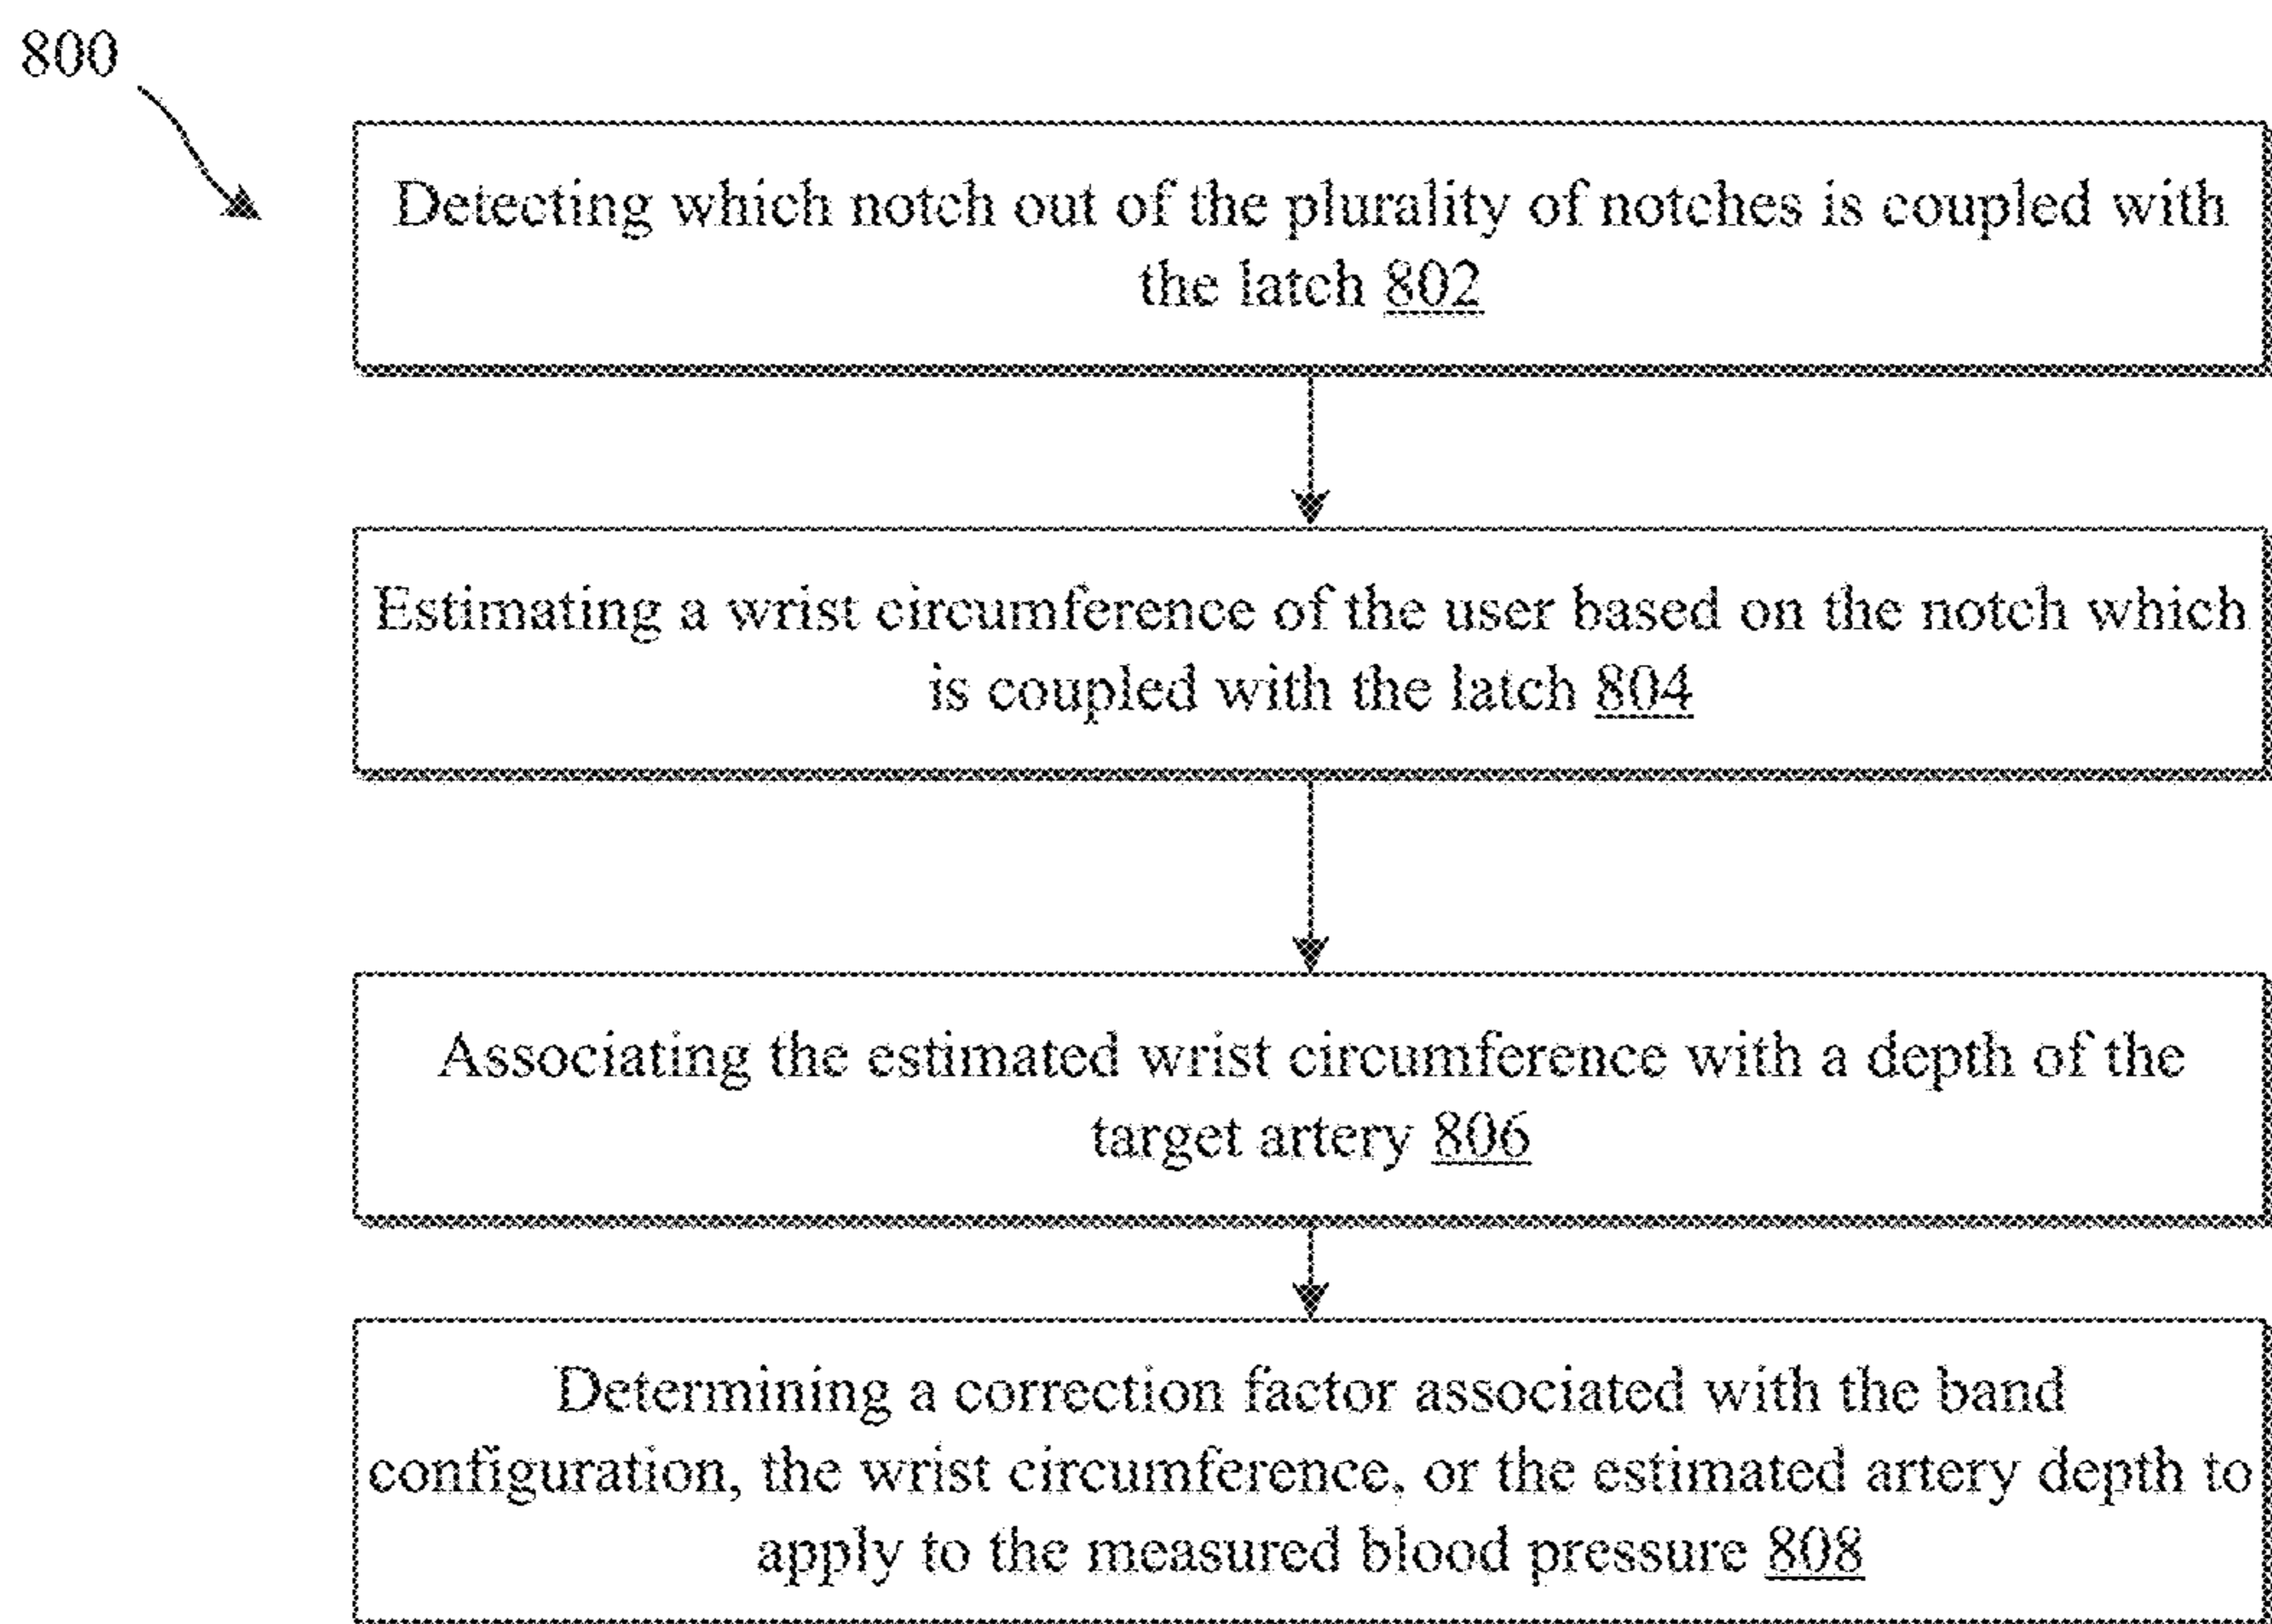 800
Detecting which notch out of the plurality of notches is coupled with
the latch 802
Estimating a wrist circumference of the user based on the notch which
is coupled with the latch 804
Associating the estimated wrist circumference with a depth of the
target artery 806
Determining a correction factor associated with the band
configuration, the wrist circumference, or the estimated artery depth to
apply to the measured blood pressure 808